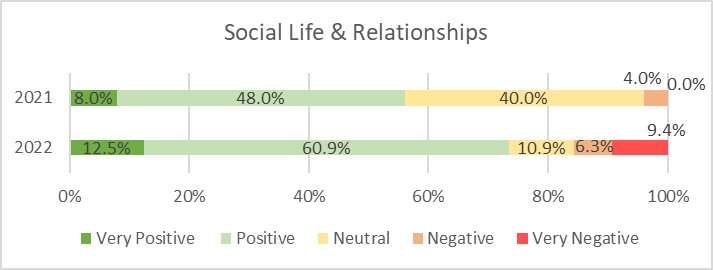 Social Life & Relationships
4.0% 0.0%
2021 8.0% 48.0% 40.0%
9.4%
2022 12.5% 60.9% 10.9% 6.3%
0% 20% 40% 60% 80% 100%
Very Positive Positive Neutral Negative Very Negative